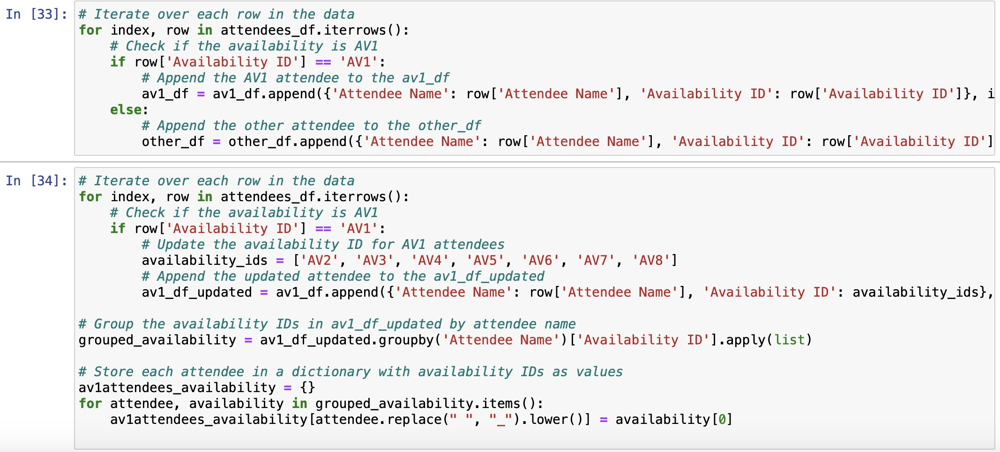 In [33]:
# Iterate over each row in the data
for index, row in attendees_df.iterrows():
    # Check if the availability is AV1
    if row['Availability ID'] == 'AV1':
        # Append the AV1 attendee to the av1_df
        av1_df = av1_df.append({'Attendee Name': row['Attendee Name'], 'Availability ID': row['Availability ID']}, i
    else:
        # Append the other attendee to the other_df
        other_df = other_df.append({'Attendee Name': row['Attendee Name'], 'Availability ID': row['Availability ID']
In [34]:
# Iterate over each row in the data
for index, row in attendees_df.iterrows():
    # Check if the availability is AV1
    if row['Availability ID'] == 'AV1':
        # Update the availability ID for AV1 attendees
        availability_ids = ['AV2', 'AV3', 'AV4', 'AV5', 'AV6', 'AV7', 'AV8']
        # Append the updated attendee to the av1_df_updated
        av1_df_updated = av1_df.append({'Attendee Name': row['Attendee Name'], 'Availability ID': availability_ids},
# Group the availability IDs in av1_df_updated by attendee name
grouped_availability = av1_df_updated.groupby('Attendee Name')['Availability ID'].apply(list)
# Store each attendee in a dictionary with availability IDs as values
av1attendees_availability = {}
for attendee, availability in grouped_availability.items():
    av1attendees_availability[attendee.replace(" ", "_").lower()] = availability[0]